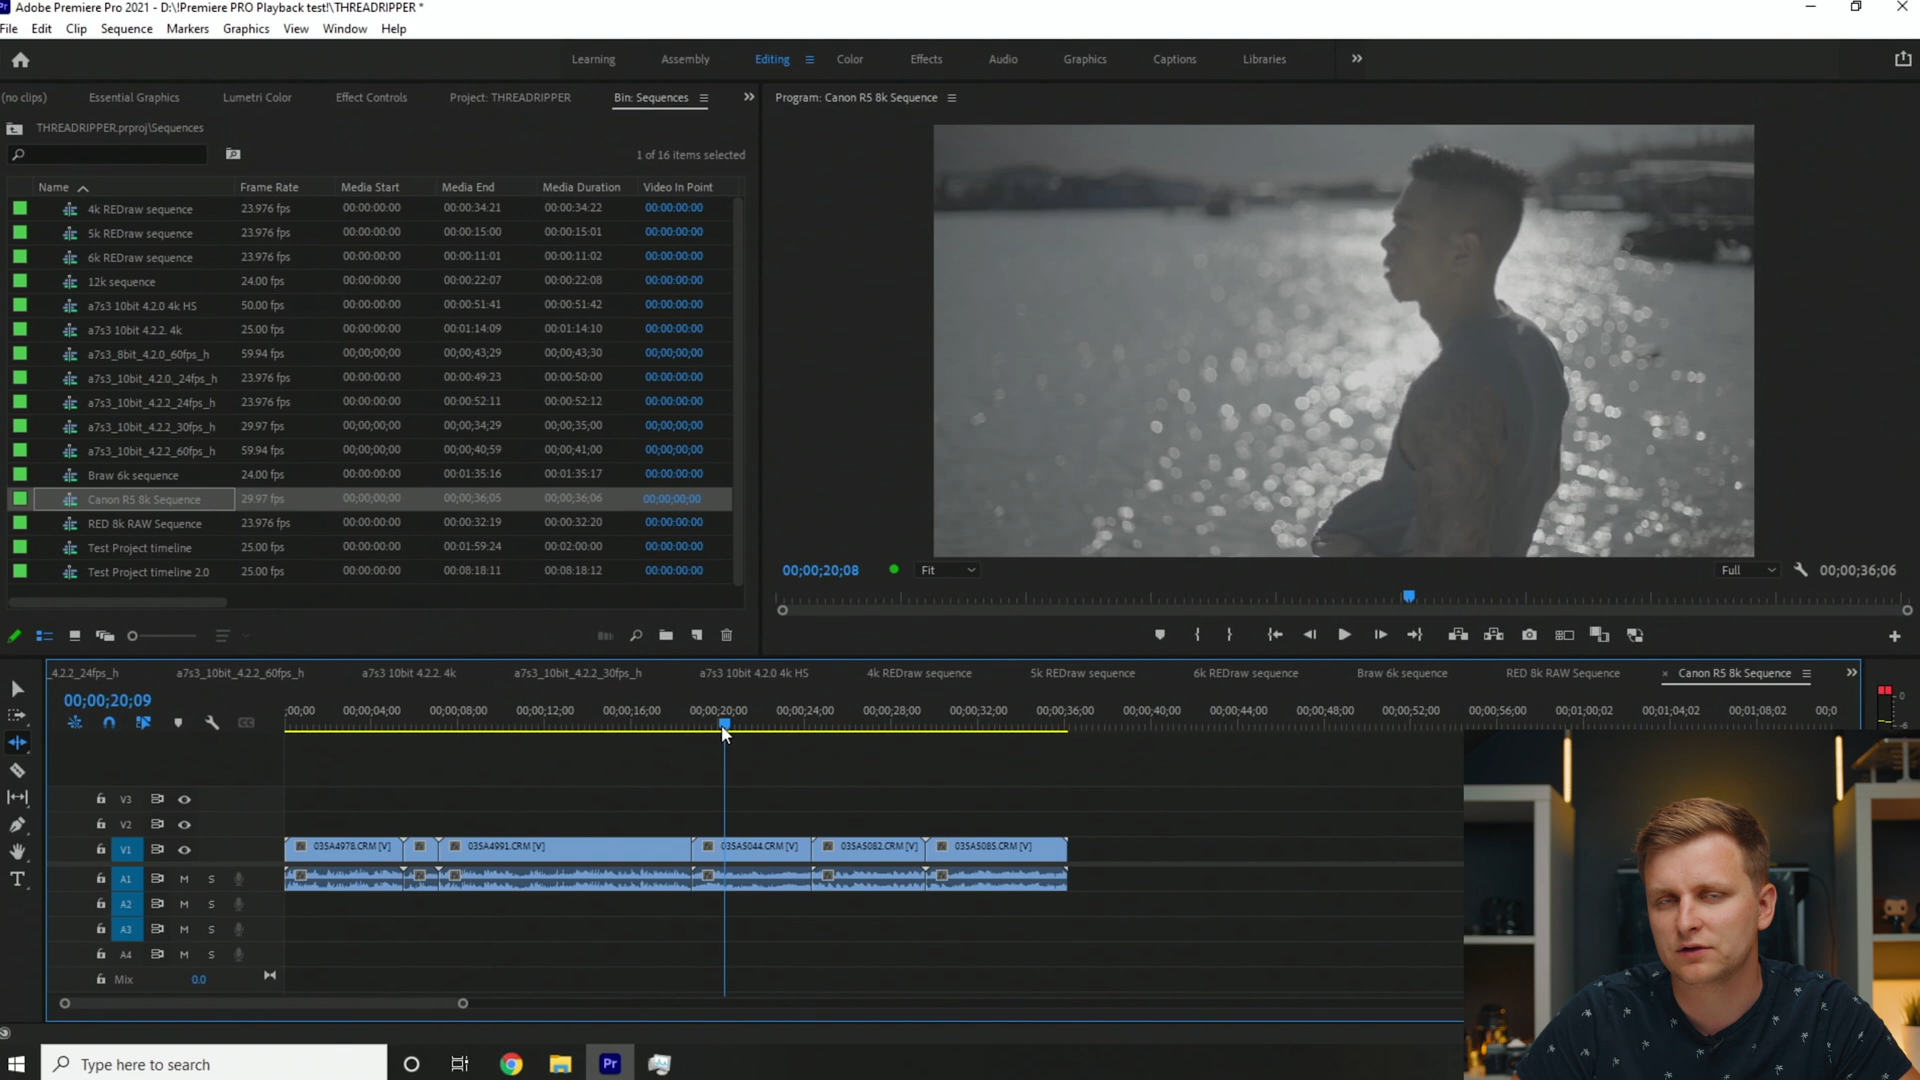 Adobe Premiere Pro 2021 - D:\!Premiere PRO Playback test!\THREADRIPPER *
File Edit Clip Sequence Markers Graphics View Window Help
Learning Assembly Editing Color Effects Audio Graphics Captions Libraries
(no clips) Essential Graphics Lumetri Color Effect Controls Project: THREADRIPPER Bin: Sequences
Program: Canon R5 8k Sequence
THREADRIPPER.prproj\Sequences
1 of 16 items selected
Name Frame Rate Media Start Media End Media Duration Video In Point
4k REDraw sequence 23.976 fps 00:00:00:00 00:00:34:21 00:00:34:22 00:00:00:00
5k REDraw sequence 23.976 fps 00:00:00:00 00:00:15:00 00:00:15:01 00:00:00:00
6k REDraw sequence 23.976 fps 00:00:00:00 00:00:11:01 00:00:11:02 00:00:00:00
12k sequence 24.00 fps 00:00:00:00 00:00:22:07 00:00:22:08 00:00:00:00
a7s3 10bit 4.2.0 4k HS 50.00 fps 00:00:00:00 00:00:51:41 00:00:51:42 00:00:00:00
a7s3 10bit 4.2.2. 4k 25.00 fps 00:00:00:00 00:01:14:09 00:01:14:10 00:00:00:00
a7s3_8bit_4.2.0_60fps_h 59.94 fps 00;00;00;00 00;00;43;29 00;00;43;30 00;00;00;00
a7s3_10bit_4.2.0._24fps_h 23.976 fps 00:00:00:00 00:00:49:23 00:00:50:00 00:00:00:00
a7s3_10bit_4.2.2_24fps_h 23.976 fps 00:00:00:00 00:00:52:11 00:00:52:12 00:00:00:00
a7s3_10bit_4.2.2_30fps_h 29.97 fps 00;00;00;00 00;00;34;29 00;00;35;00 00;00;00;00
a7s3_10bit_4.2.2_60fps_h 59.94 fps 00;00;00;00 00;00;40;59 00;00;41;00 00;00;00;00
Braw 6k sequence 24.00 fps 00:00:00:00 00:01:35:16 00:01:35:17 00:00:00:00
Canon R5 8k Sequence 29.97 fps 00;00;00;00 00;00;36;05 00;00;36;06 00;00;00;00
RED 8k RAW Sequence 23.976 fps 00:00:00:00 00:00:32:19 00:00:32:20 00:00:00:00
Test Project timeline 25.00 fps 00:00:00:00 00:01:59:24 00:02:00:00 00:00:00:00
Test Project timeline 2.0 25.00 fps 00:00:00:00 00:08:18:11 00:08:18:12 00:00:00:00
00;00;20;08 Fit Full 00;00;36;06
_4.2.2_24fps_h a7s3_10bit_4.2.2_60fps_h a7s3 10bit 4.2.2. 4k a7s3_10bit_4.2.2_30fps_h a7s3 10bit 4.2.0 4k HS 4k REDraw sequence 5k REDraw sequence 6k REDraw sequence Braw 6k sequence RED 8k RAW Sequence × Canon R5 8k Sequence
00;00;20;09
;00;00 00;00;04;00 00;00;08;00 00;00;12;00 00;00;16;00 00;00;20;00 00;00;24;00 00;00;28;00 00;00;32;00 00;00;36;00 00;00;40;00 00;00;44;00 00;00;48;00 00;00;52;00 00;00;56;00 00;01;00;02 00;01;04;02 00;01;08;02 00;0
0
-6
V3
V2
V1 03SA4978.CRM [V] 03SA4991.CRM [V] 03SA5044.CRM [V] 03SA5082.CRM [V] 03SA5085.CRM [V]
A1 M S
A2 M S
A3 M S
A4 M S
Mix 0.0
Type here to search
Pr